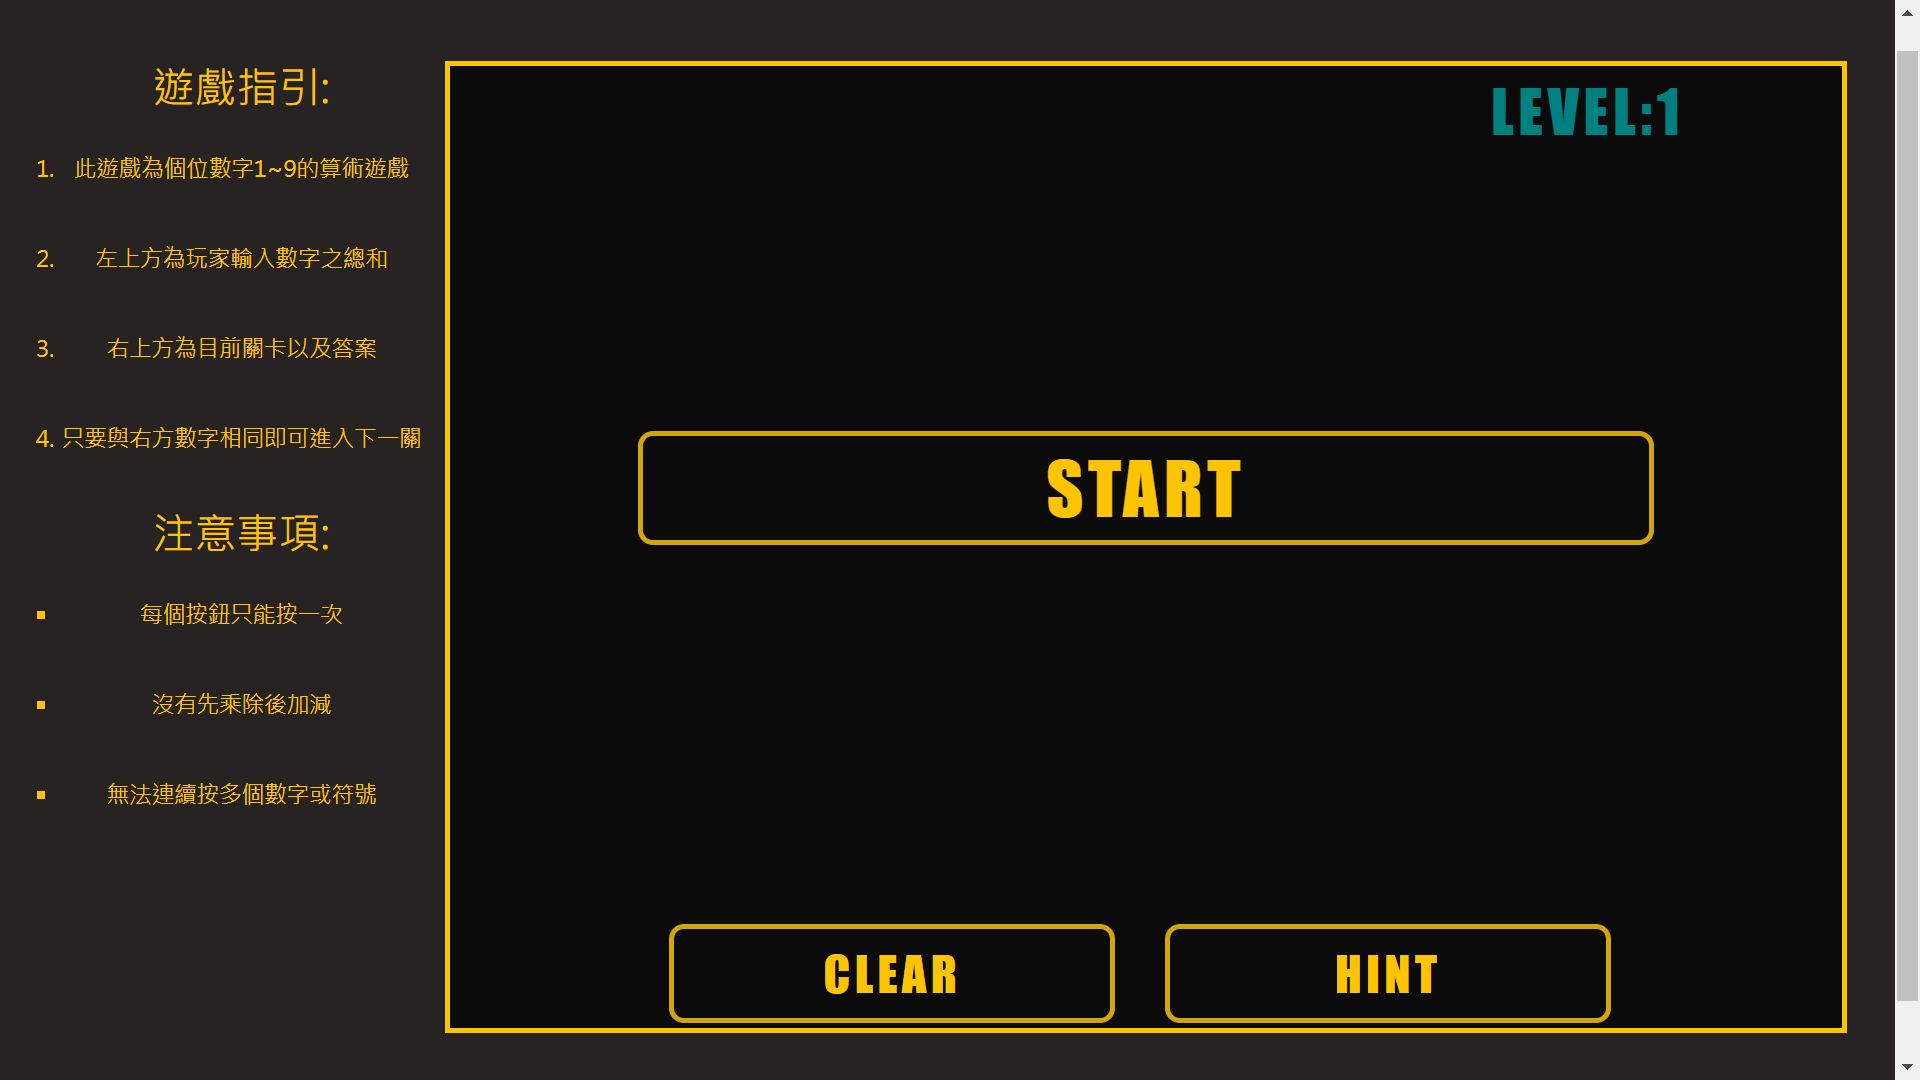 遊戲指引:
1. 此遊戲為個位數字1~9的算術遊戲
2. 左上方為玩家輸入數字之總和
3. 右上方為目前關卡以及答案
4. 只要與右方數字相同即可進入下一關
注意事項:
▪ 每個按鈕只能按一次
▪ 沒有先乘除後加減
▪ 無法連續按多個數字或符號
LEVEL:1
START
CLEAR
HINT